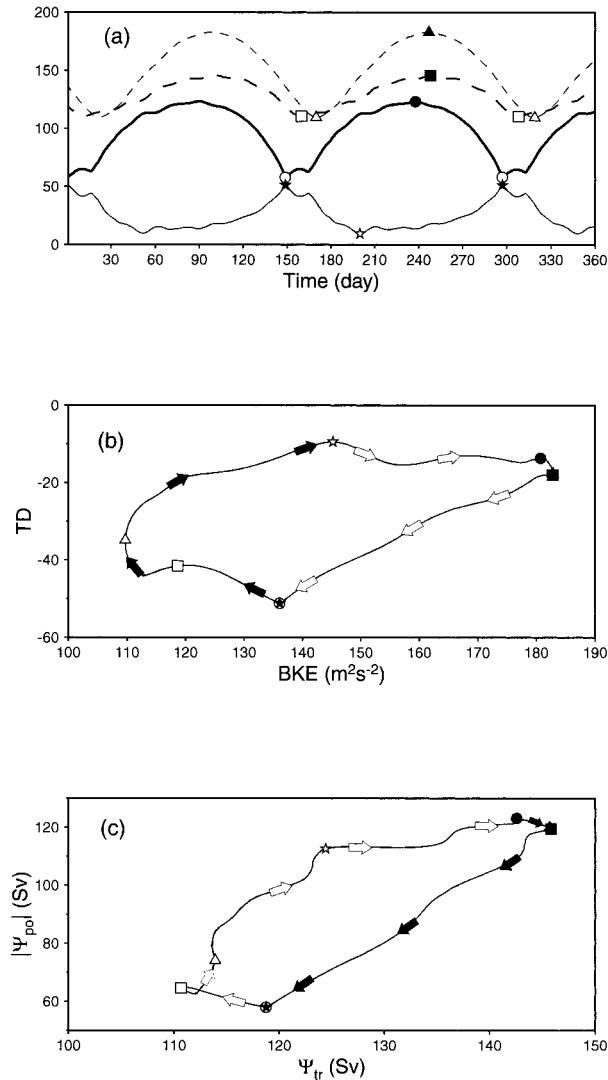 (a)
200
150
100
50
0
30 60 90 120 150 180 210 240 270 300 330 360
Time (day)
(b)
0
-20
-40
-60
TD
100 110 120 130 140 150 160 170 180 190
BKE (m²s⁻²)
(c)
120
100
80
60
|Ψpo| (Sv)
100 110 120 130 140 150
Ψtr (Sv)